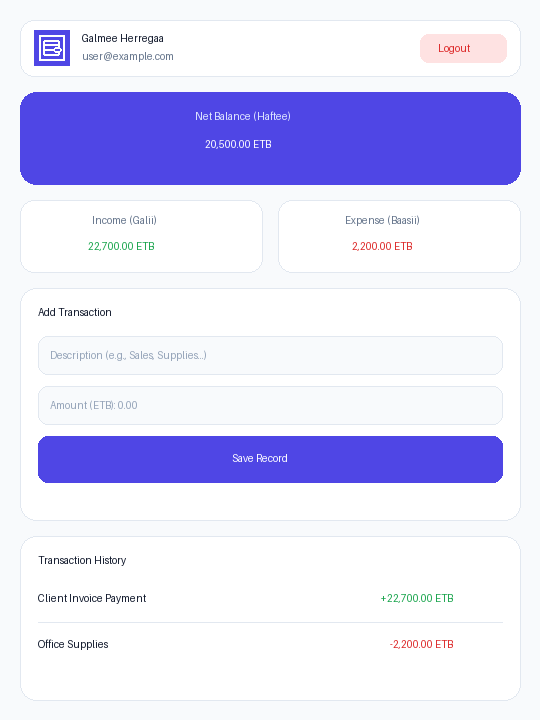 Galmee Herregaa
user@example.com
Logout
Net Balance (Haftee)
20,500.00 ETB
Income (Galii)
22,700.00 ETB
Expense (Baasii)
2,200.00 ETB
Add Transaction
Description (e.g., Sales, Supplies...)
Amount (ETB): 0.00
Save Record
Transaction History
Client Invoice Payment
+22,700.00 ETB
Office Supplies
-2,200.00 ETB